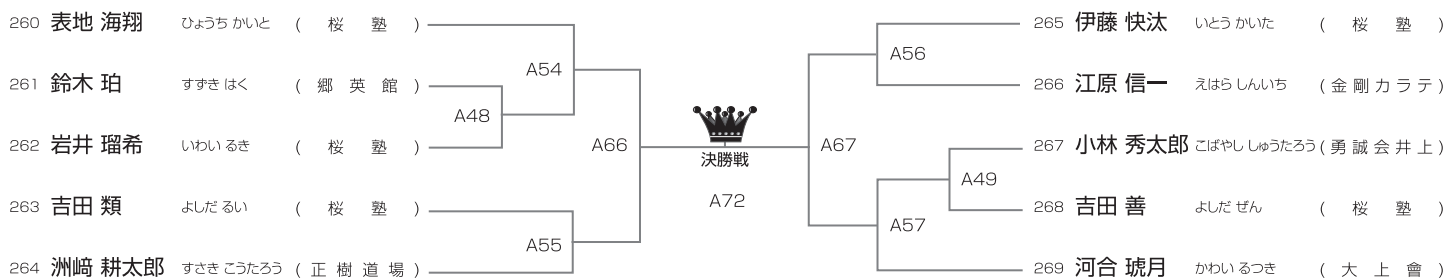 260 表地 海翔 ひょうち かいと ( 桜 塾 )
261 鈴木 珀 すずき はく ( 郷 英 館 )
262 岩井 瑠希 いわい るき ( 桜 塾 )
263 吉田 類 よしだ るい ( 桜 塾 )
264 洲﨑 耕太郎 すさき こうたろう ( 正 樹 道 場 )
A54
A48
A66
A55
決勝戦
A72
A56
A67
A49
A57
265 伊藤 快汰 いとう かいた ( 桜 塾 )
266 江原 信一 えはら しんいち ( 金 剛 カ ラ テ )
267 小林 秀太郎 こばやし しゅうたろう ( 勇 誠 会 井 上 )
268 吉田 善 よしだ ぜん ( 桜 塾 )
269 河合 琥月 かわい るつき ( 大 上 會 )